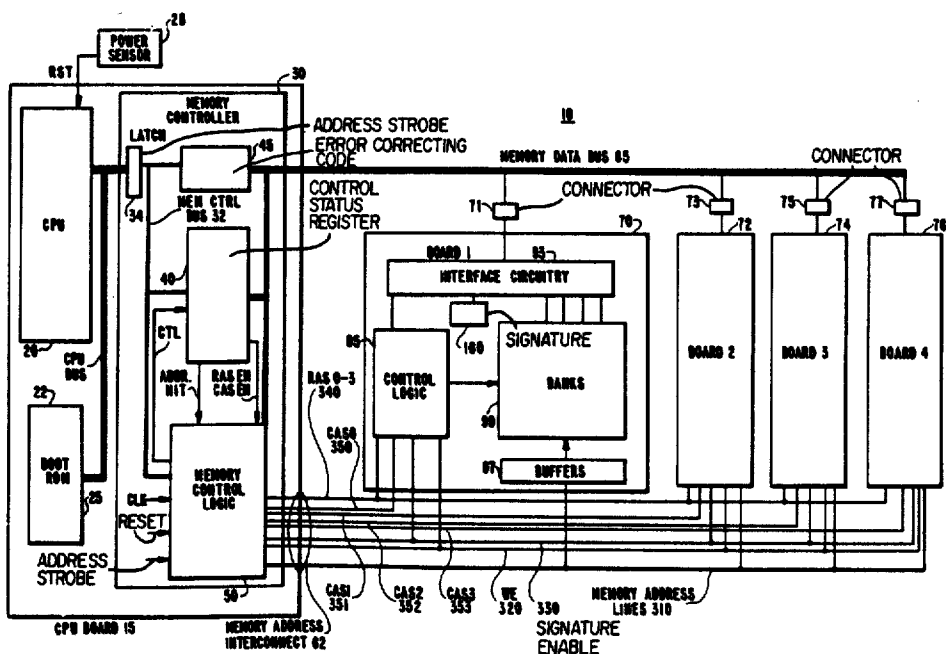 28
POWER
SENSOR
RST
30
MEMORY
CONTROLLER
LATCH
ADDRESS STROBE
45
ERROR CORRECTING
CODE
10
MEMORY DATA BUS 65
CONNECTOR
CONTROL
STATUS
REGISTER
34
MEM CTRL
BUS 32
CONNECTOR
71
73
75
77
70
72
74
76
CPU
BOARD 1
INTERFACE CIRCUITRY
40
CTL
100
SIGNATURE
20
CPU
BUS
ADDR.
INIT
RASEN
CASEN
CONTROL
LOGIC
BANKS
90
BOARD 2
BOARD 3
BOARD 4
RAS 0-3
340
22
BOOT
ROM
25
CAS0
350
BUFFERS
MEMORY
CONTROL
LOGIC
CLK
RESET
ADDRESS
STROBE
50
CAS1
351
CAS2
352
CAS3
353
WE
320
330
SIGNATURE
ENABLE
MEMORY ADDRESS
LINES 310
CPU BOARD 15
MEMORY ADDRESS
INTERCONNECT 62